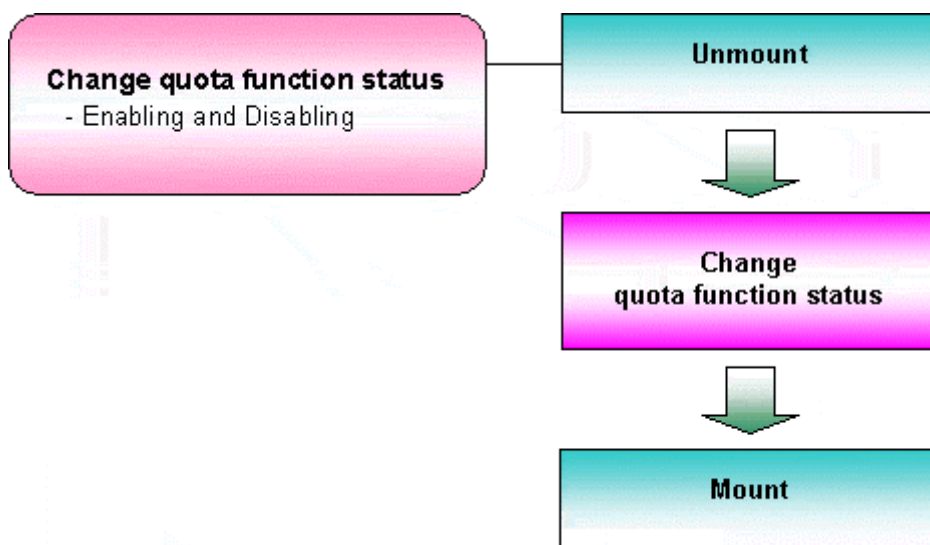 Change quota function status
- Enabling and Disabling
Unmount
Change
quota function status
Mount